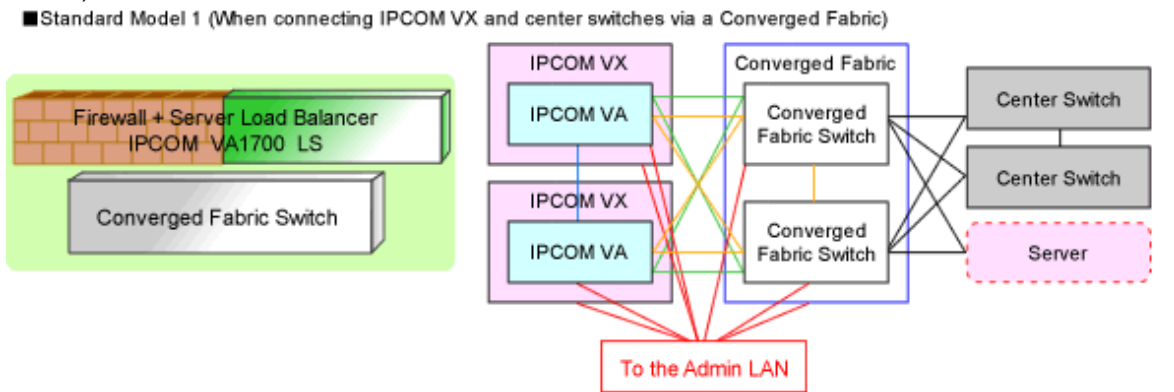 ■Standard Model 1 (When connecting IPCOM VX and center switches via a Converged Fabric)
Firewall + Server Load Balancer
IPCOM VA1700 LS
Converged Fabric Switch
IPCOM VX
IPCOM VA
IPCOM VX
IPCOM VA
Converged Fabric
Converged
Fabric Switch
Converged
Fabric Switch
Center Switch
Center Switch
Server
To the Admin LAN